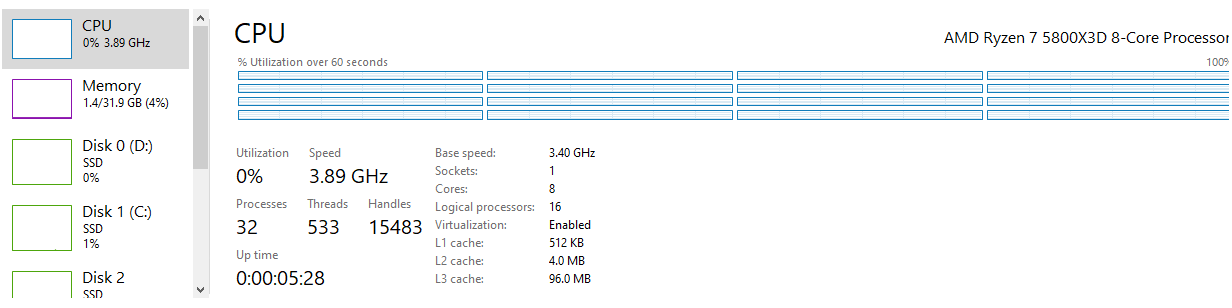 CPU
0% 3.89 GHz
Memory
1.4/31.9 GB (4%)
Disk 0 (D:)
SSD
0%
Disk 1 (C:)
SSD
1%
Disk 2
SSD
CPU
AMD Ryzen 7 5800X3D 8-Core Processor
% Utilization over 60 seconds
100%
Utilization Speed
0% 3.89 GHz
Processes Threads Handles
32 533 15483
Up time
0:00:05:28
Base speed: 3.40 GHz
Sockets: 1
Cores: 8
Logical processors: 16
Virtualization: Enabled
L1 cache: 512 KB
L2 cache: 4.0 MB
L3 cache: 96.0 MB